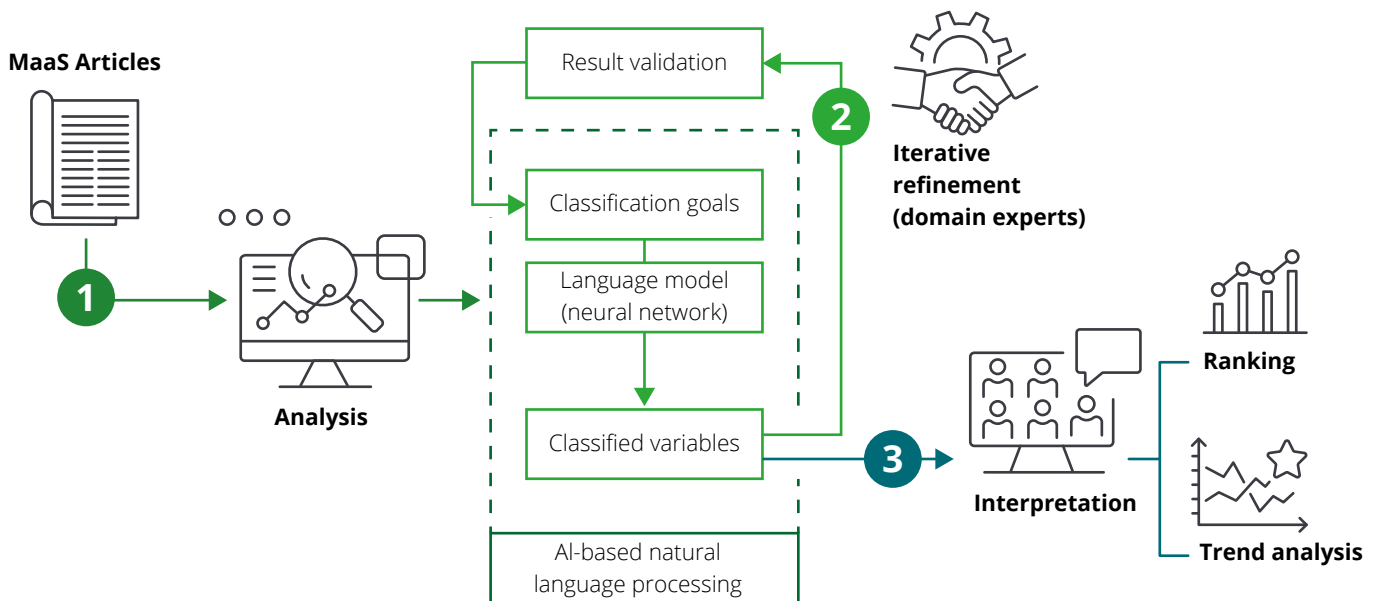 MaaS Articles
1
Analysis
Result validation
Classification goals
Language model
(neural network)
Classified variables
AI-based natural
language processing
2
Iterative
refinement
(domain experts)
3
Interpretation
Ranking
Trend analysis